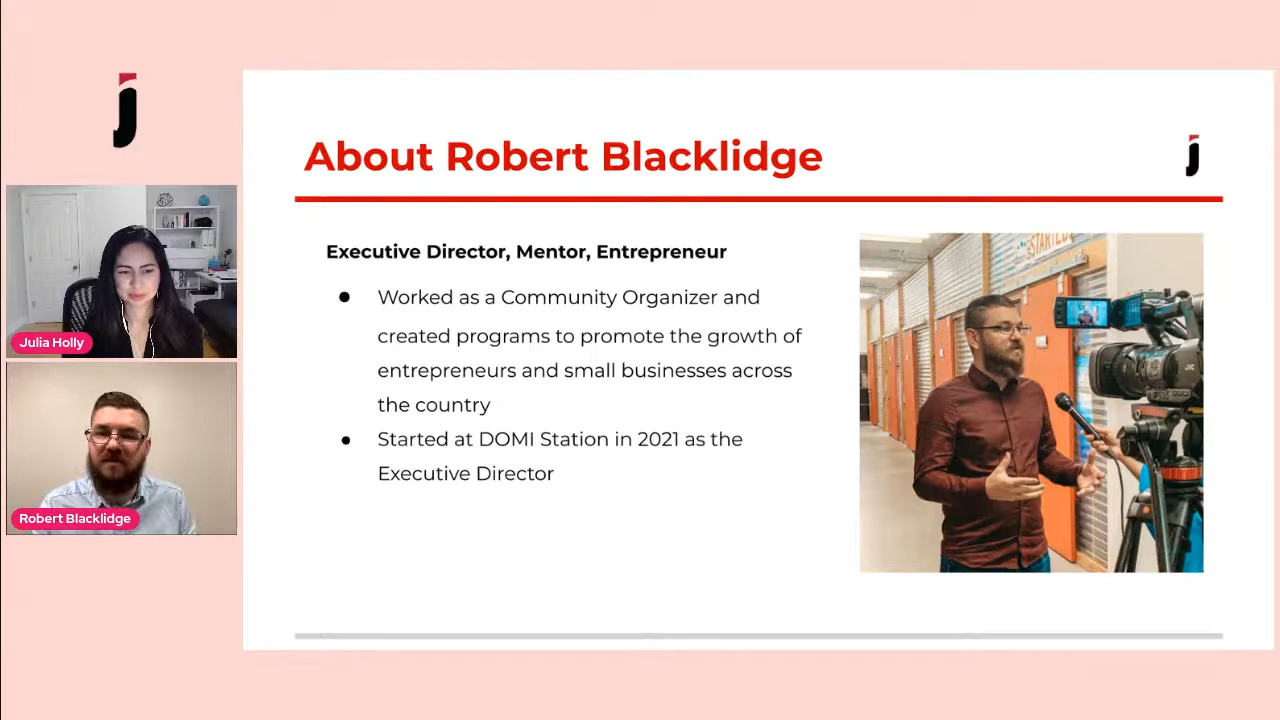 j
About Robert Blacklidge
j
Executive Director, Mentor, Entrepreneur
● Worked as a Community Organizer and
created programs to promote the growth of
entrepreneurs and small businesses across
the country
● Started at DOMI Station in 2021 as the
Executive Director
STARTED
JVC
Julia Holly
Robert Blacklidge